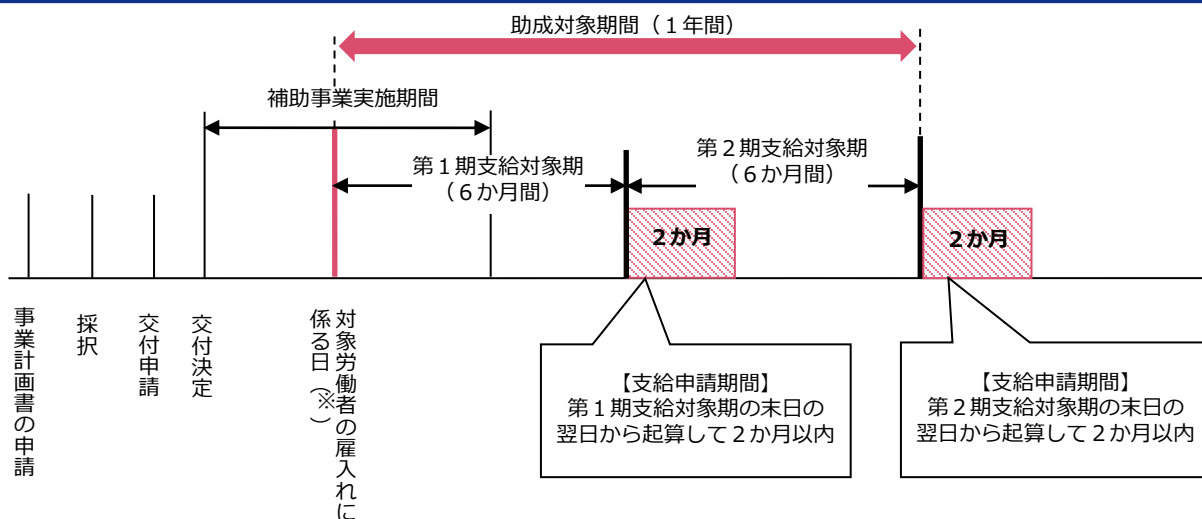 助成対象期間（１年間）
補助事業実施期間
第１期支給対象期
（６か月間）
第２期支給対象期
（６か月間）
２か月
２か月
事業計画書の申請
採択
交付申請
交付決定
対象労働者の雇入れに
係る日（※）
【支給申請期間】
第１期支給対象期の末日の
翌日から起算して２か月以内
【支給申請期間】
第２期支給対象期の末日の
翌日から起算して２か月以内